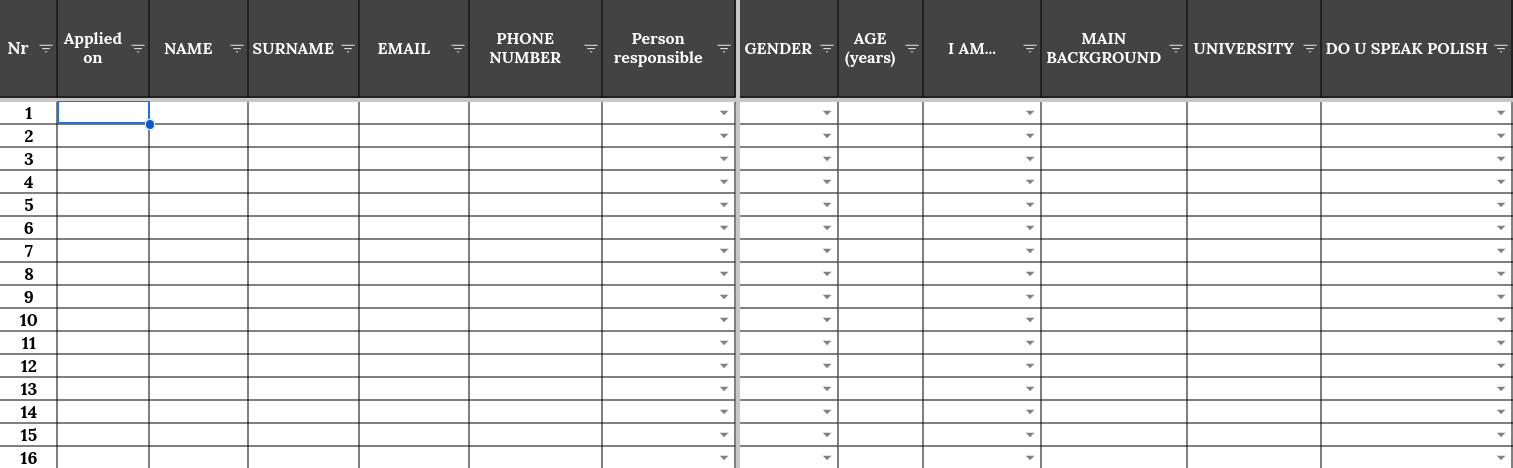 Nr
Applied
on
NAME
SURNAME
EMAIL
PHONE
NUMBER
Person
responsible
GENDER
AGE
(years)
I AM...
MAIN
BACKGROUND
UNIVERSITY
DO U SPEAK POLISH
1
2
3
4
5
6
7
8
9
10
11
12
13
14
15
16